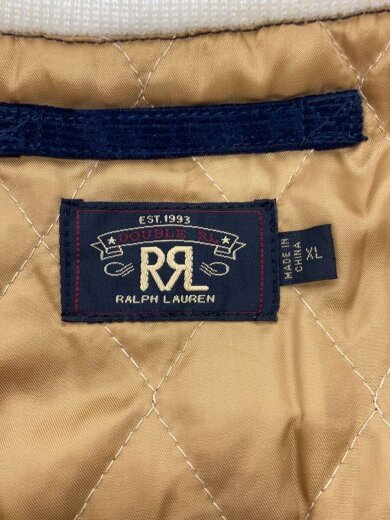 EST. 1993
DOUBLE RL
RRL
RALPH LAUREN
MADE IN
CHINA
XL